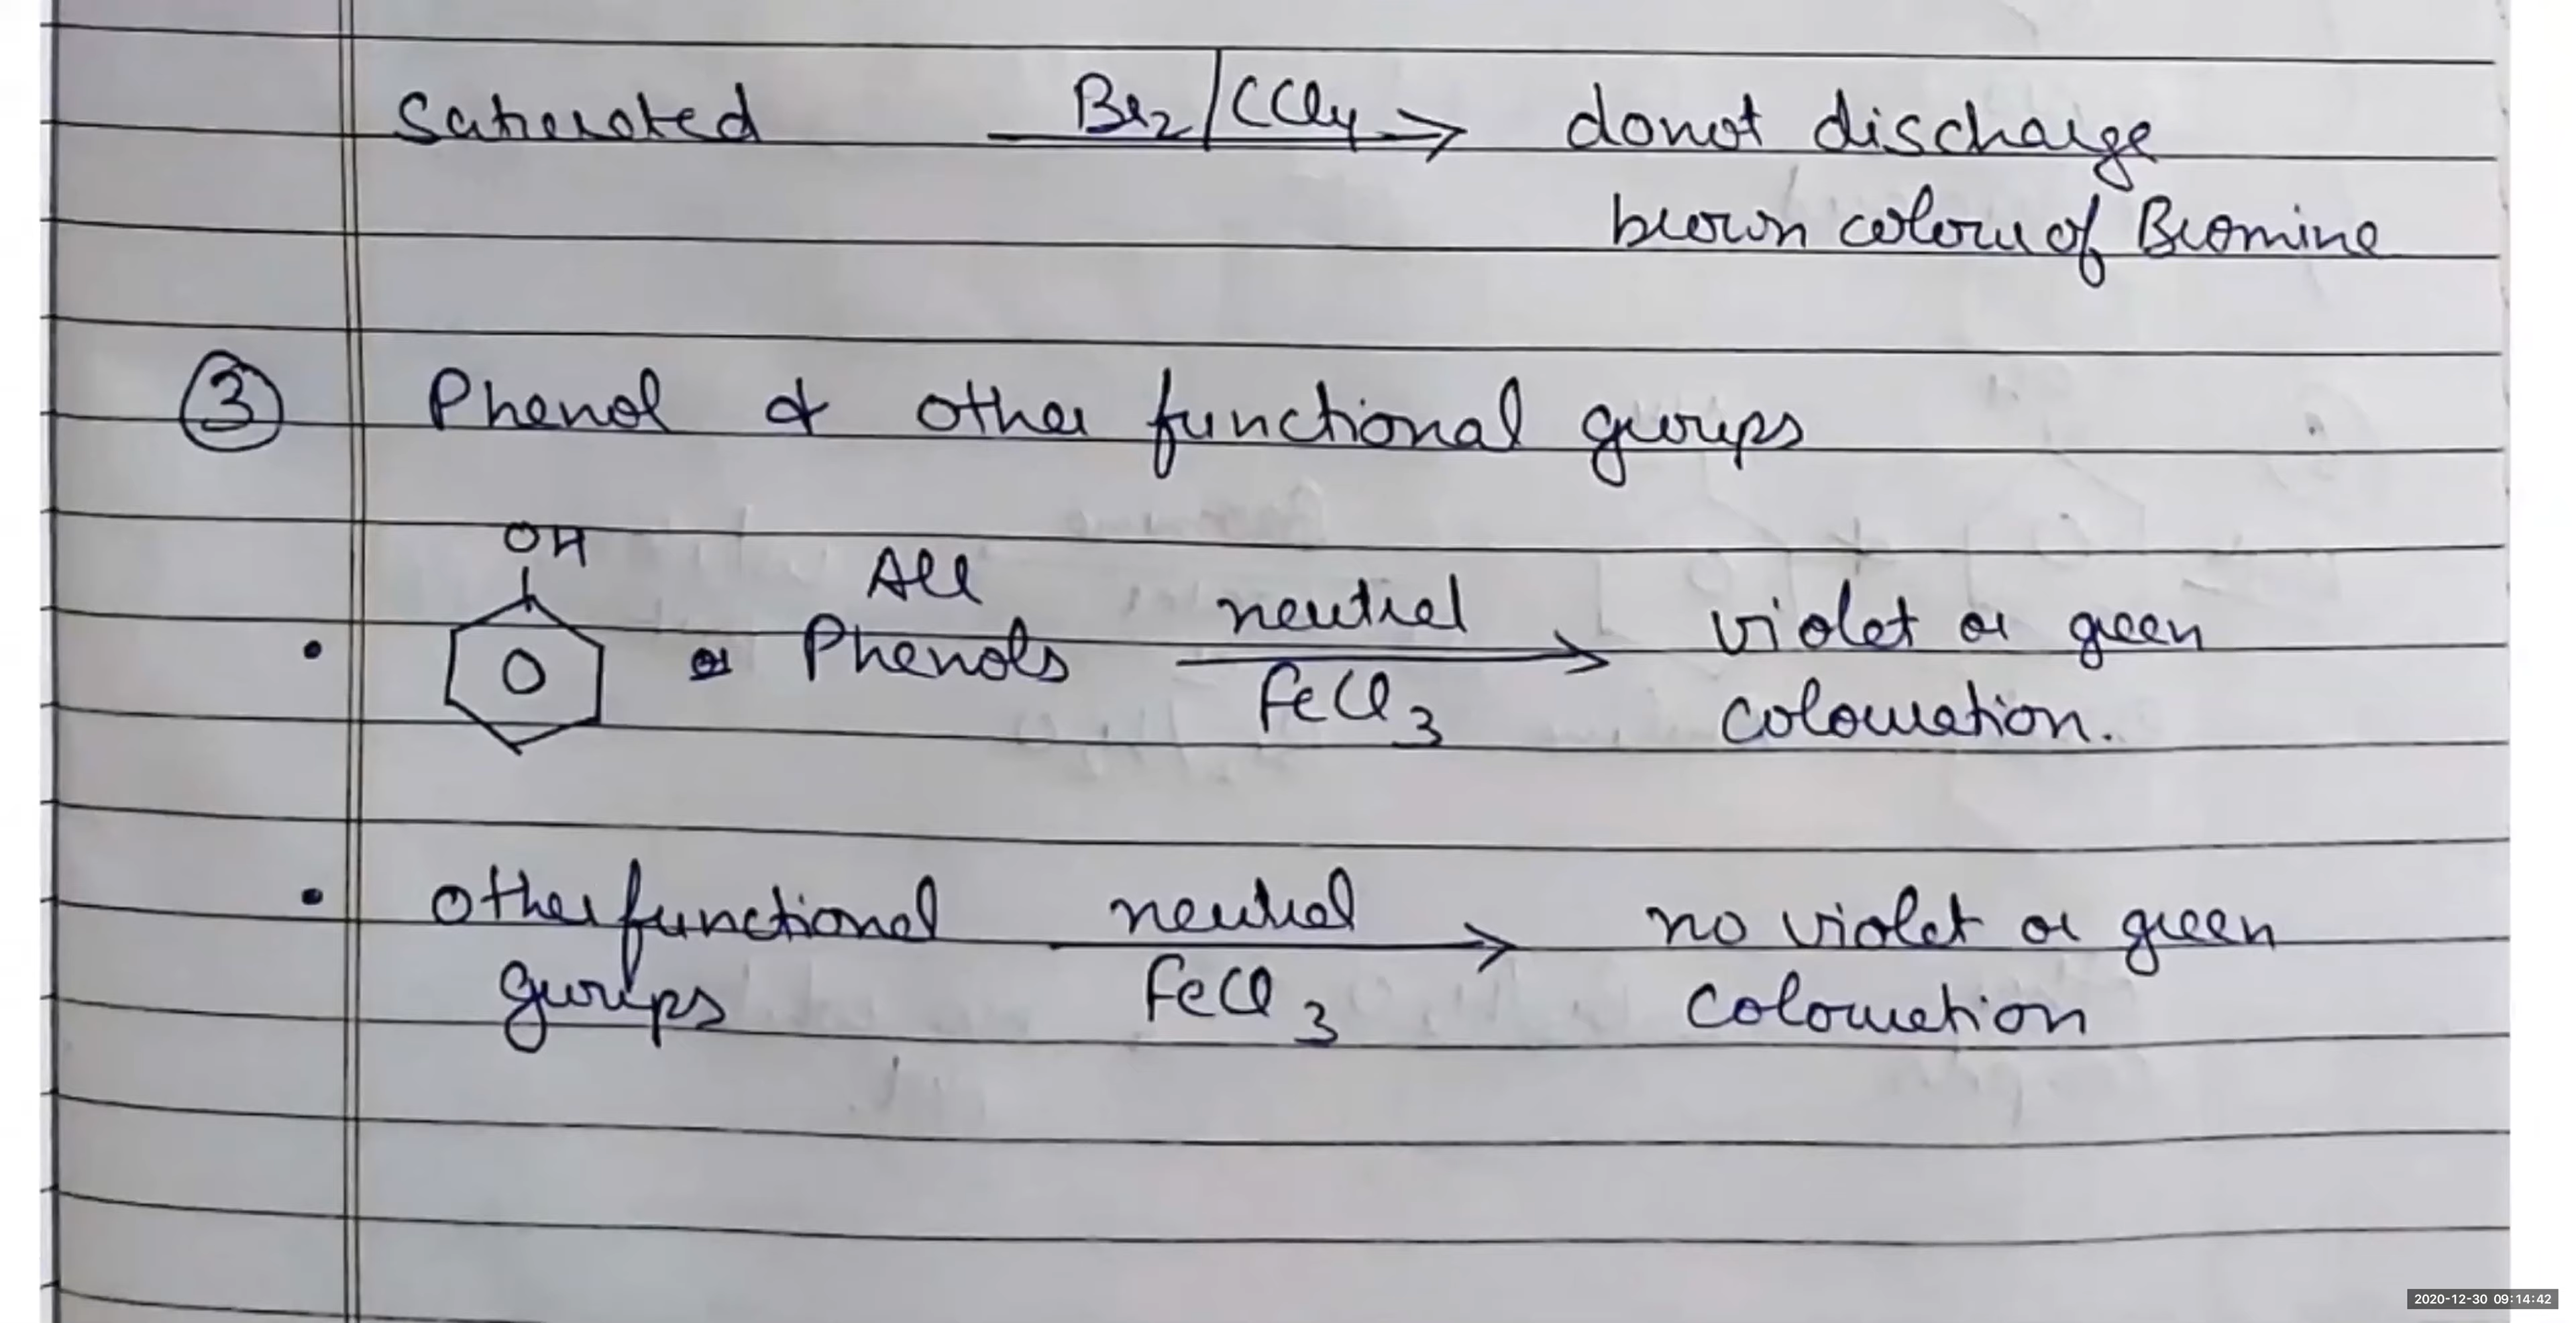 Saturated Br2/CCl4 donot discharge
brown colour of Bromine
3 Phenol & other functional groups
OH
• or All Phenols neutral FeCl3 violet or green
colouration.
• other functional neutral no violet or green
groups FeCl3 colouration
2020-12-30 09:14:42